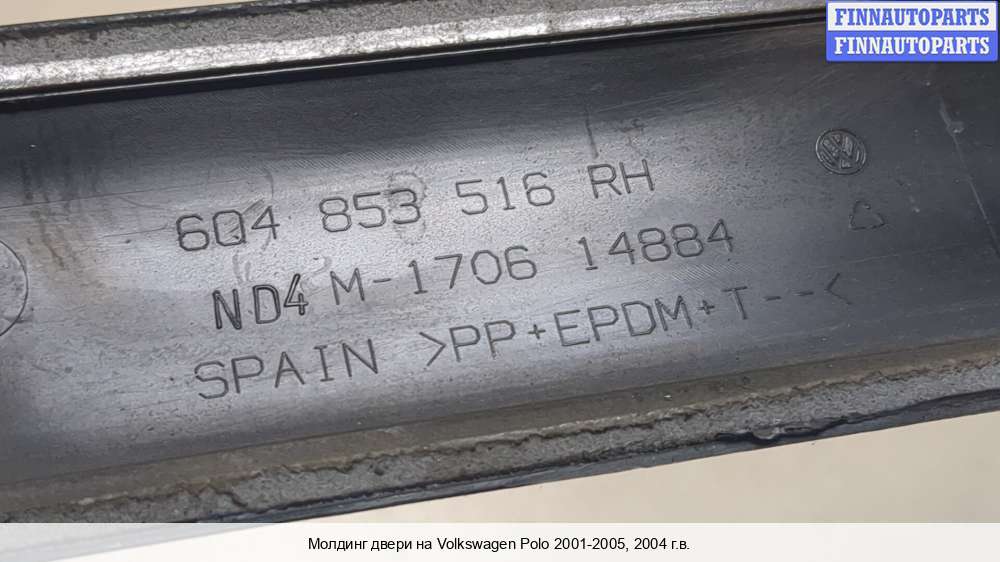 FINNAUTOPARTS
FINNAUTOPARTS
6Q4 853 516 RH
ND4 M-1706 14884
SPAIN >PP+EPDM+T--<
Молдинг двери на Volkswagen Polo 2001-2005, 2004 г.в.